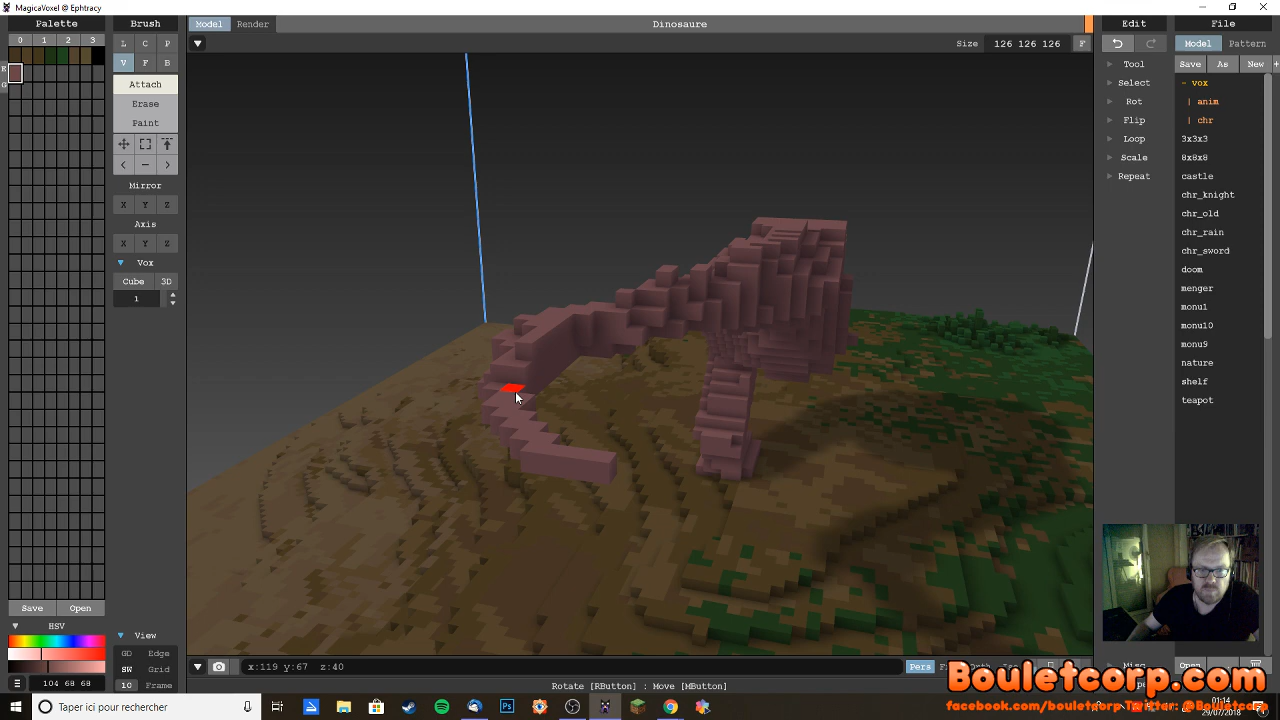 MagicaVoxel @ Ephtracy
Palette
Brush
Model
Render
Dinosaure
Edit
File
0 1 2 3
L C P
Size 126 126 126 F
Model
Pattern
V F B
Tool
Save
As
New
+
Attach
Select
- vox
Erase
Rot
| anim
Paint
Flip
| chr
Loop
3x3x3
< - >
Scale
8x8x8
Mirror
Repeat
castle
X Y Z
chr_knight
Axis
chr_old
X Y Z
chr_rain
Vox
chr_sword
Cube
3D
doom
1
menger
monu1
monu10
monu9
nature
shelf
teapot
Save
Open
HSV
View
GD Edge
SW Grid
10 Frame
104 68 68
x:119 y:67 z:40
Pers
Rotate [RButton] : Move [MButton]
Bouletcorp.com
facebook.com/bouletcorp Twitter: @Bouletcorp
Taper ici pour rechercher
01:14
29/07/2018